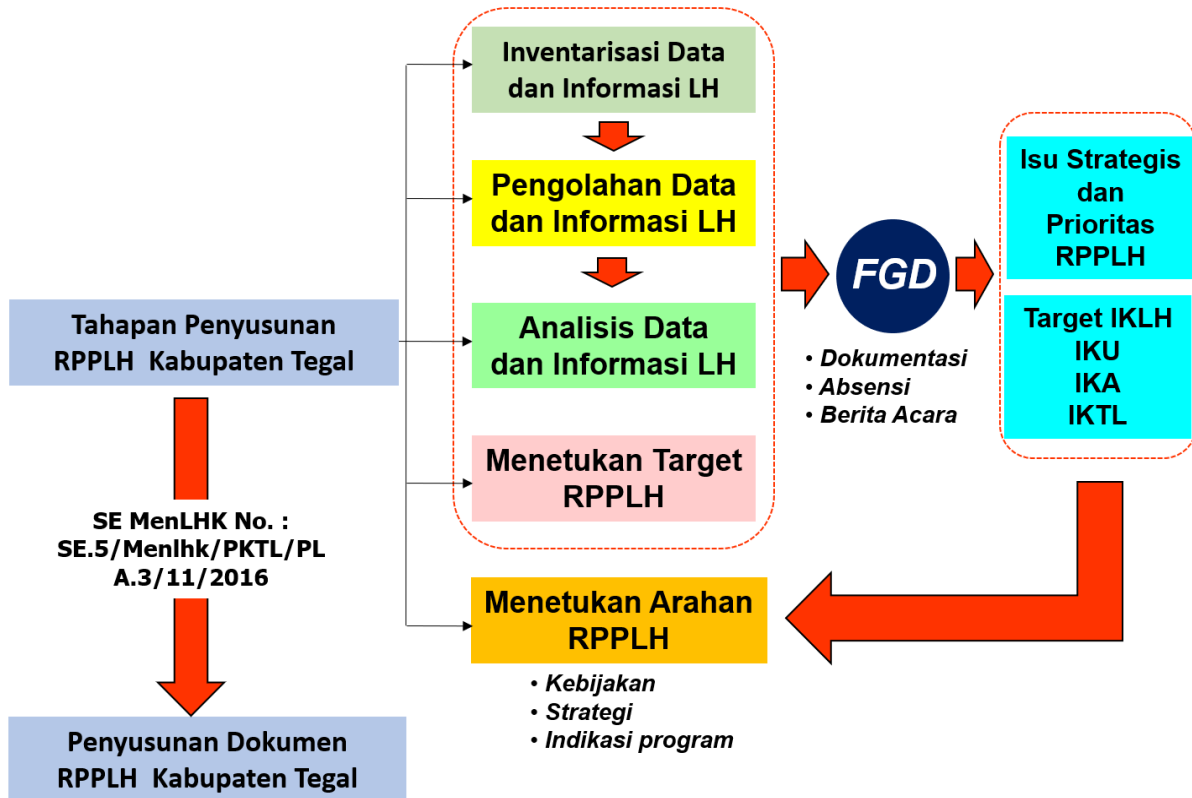 Inventarisasi Data
dan Informasi LH
Pengolahan Data
dan Informasi LH
Analisis Data
dan Informasi LH
Menetukan Target
RPPLH
Menetukan Arahan
RPPLH
• Kebijakan
• Strategi
• Indikasi program
Tahapan Penyusunan
RPPLH Kabupaten Tegal
SE MenLHK No. :
SE.5/Menlhk/PKTL/PL
A.3/11/2016
Penyusunan Dokumen
RPPLH Kabupaten Tegal
FGD
• Dokumentasi
• Absensi
• Berita Acara
Isu Strategis
dan
Prioritas
RPPLH
Target IKLH
IKU
IKA
IKTL